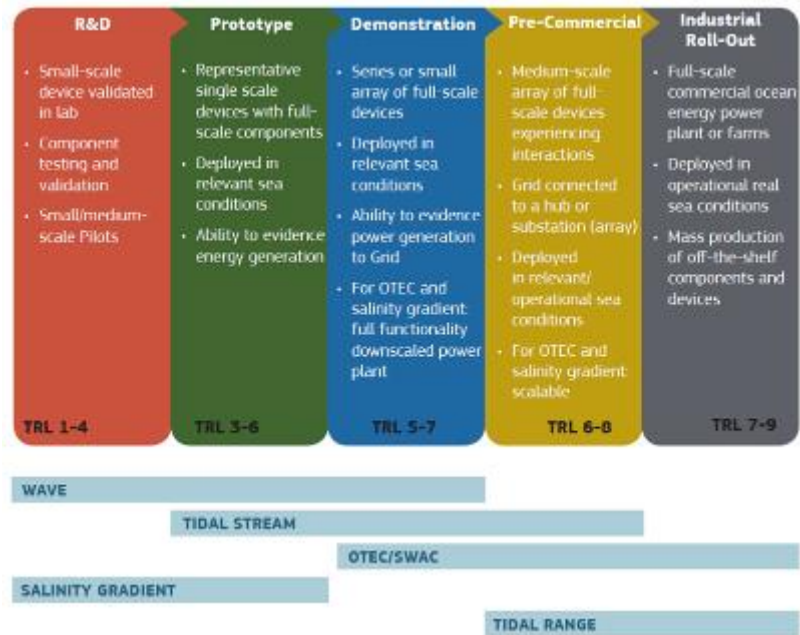 R&D
• Small-scale
device validated
in lab
• Component
testing and
validation
• Small/medium-
scale Pilots
TRL 1-4
Prototype
• Representative
single scale
devices with full-
scale components
• Deployed in
relevant sea
conditions
• Ability to evidence
energy generation
TRL 3-6
Demonstration
• Series or small
array of full-scale
devices
• Deployed in
relevant sea
conditions
• Ability to evidence
power generation
to Grid
• For OTEC and
salinity gradient:
full functionality
downscaled power
plant
TRL 5-7
Pre-Commercial
• Medium-scale
array of full-
scale devices
experiencing
interactions
• Grid connected
to a hub or
substation (array)
• Deployed
in relevant/
operational sea
conditions
• For OTEC and
salinity gradient:
scalable
TRL 6-8
Industrial
Roll-Out
• Full-scale
commercial ocean
energy power
plant or farms
• Deployed in
operational real
sea conditions
• Mass production
of off-the-shelf
components and
devices
TRL 7-9
WAVE
TIDAL STREAM
OTEC/SWAC
SALINITY GRADIENT
TIDAL RANGE